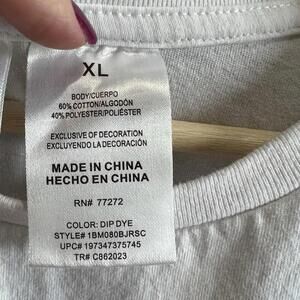 XL
BODY/CUERPO
60% COTTON/ALGODÓN
40% POLYESTER/POLIÉSTER
EXCLUSIVE OF DECORATION
EXCLUYENDO LA DECORACIÓN
MADE IN CHINA
HECHO EN CHINA
RN# 77272
COLOR: DIP DYE
STYLE# 1BM080BJRSC
UPC# 197347375745
TR# C862023